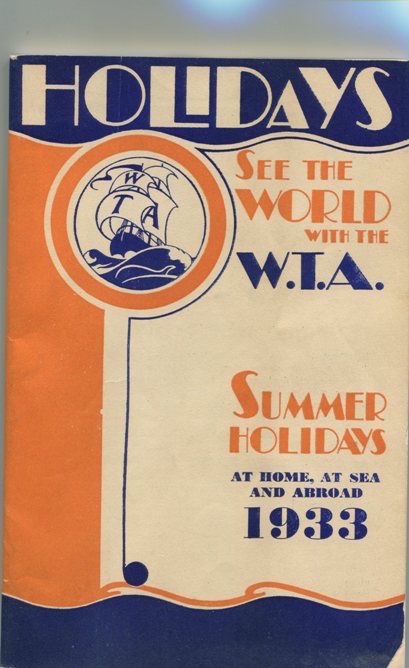 HOLIDAYS
W
T A
SEE THE
WORLD
WITH THE
W.T.A.
SUMMER
HOLIDAYS
AT HOME, AT SEA
AND ABROAD
1933